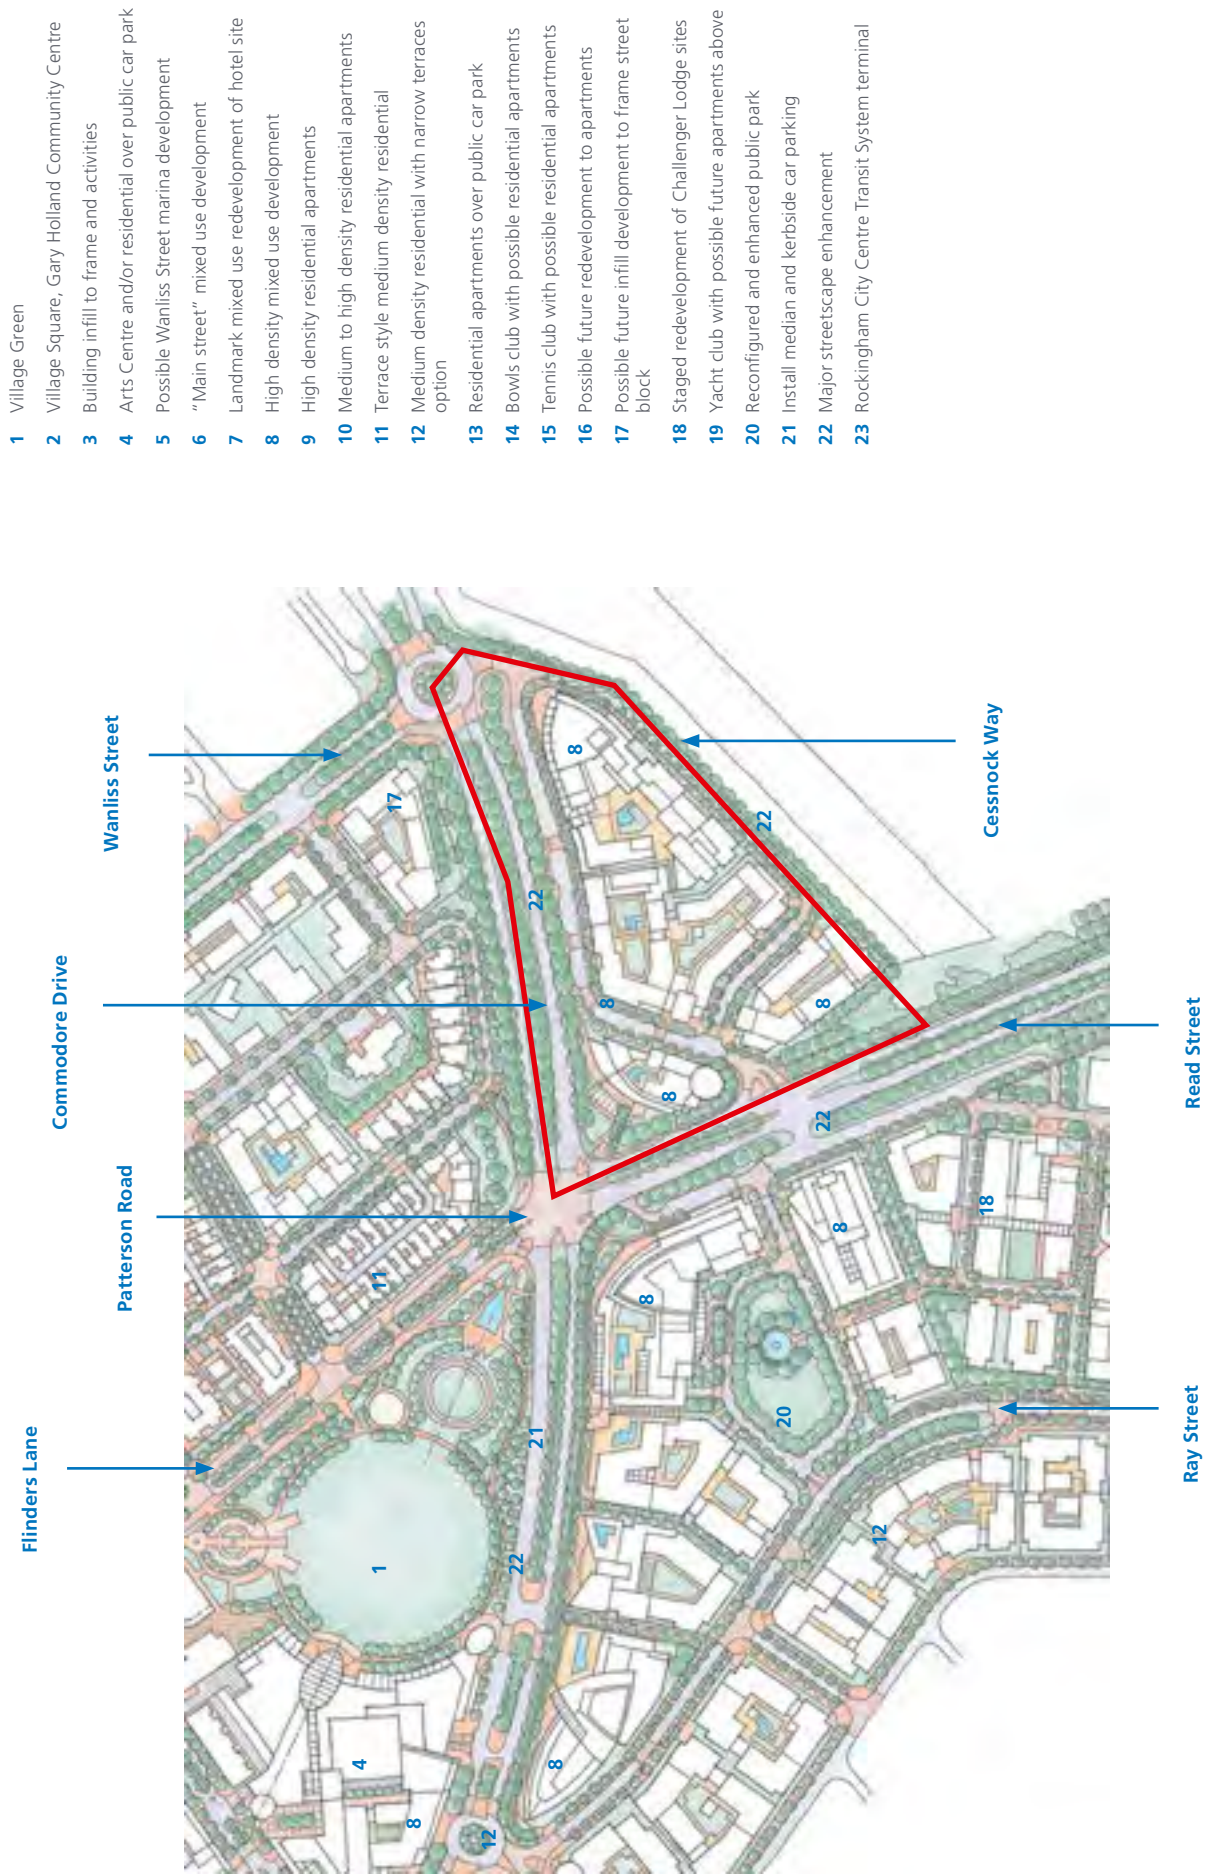 1 Village Green
2 Village Square, Gary Holland Community Centre
3 Building infill to frame and activities
4 Arts Centre and/or residential over public car park
5 Possible Wanliss Street marina development
6 “Main street” mixed use development
7 Landmark mixed use redevelopment of hotel site
8 High density mixed use development
9 High density residential apartments
10 Medium to high density residential apartments
11 Terrace style medium density residential
12 Medium density residential with narrow terraces
option
13 Residential apartments over public car park
14 Bowls club with possible residential apartments
15 Tennis club with possible residential apartments
16 Possible future redevelopment to apartments
17 Possible future infill development to frame street
block
18 Staged redevelopment of Challenger Lodge sites
19 Yacht club with possible future apartments above
20 Reconfigured and enhanced public park
21 Install median and kerbside car parking
22 Major streetscape enhancement
23 Rockingham City Centre Transit System terminal
Flinders Lane
Commodore Drive
Wanliss Street
Patterson Road
4
1
11
17
8
12
22
21
22
8
8
8
8
8
20
22
22
8
8
12
18
Cessnock Way
Read Street
Ray Street